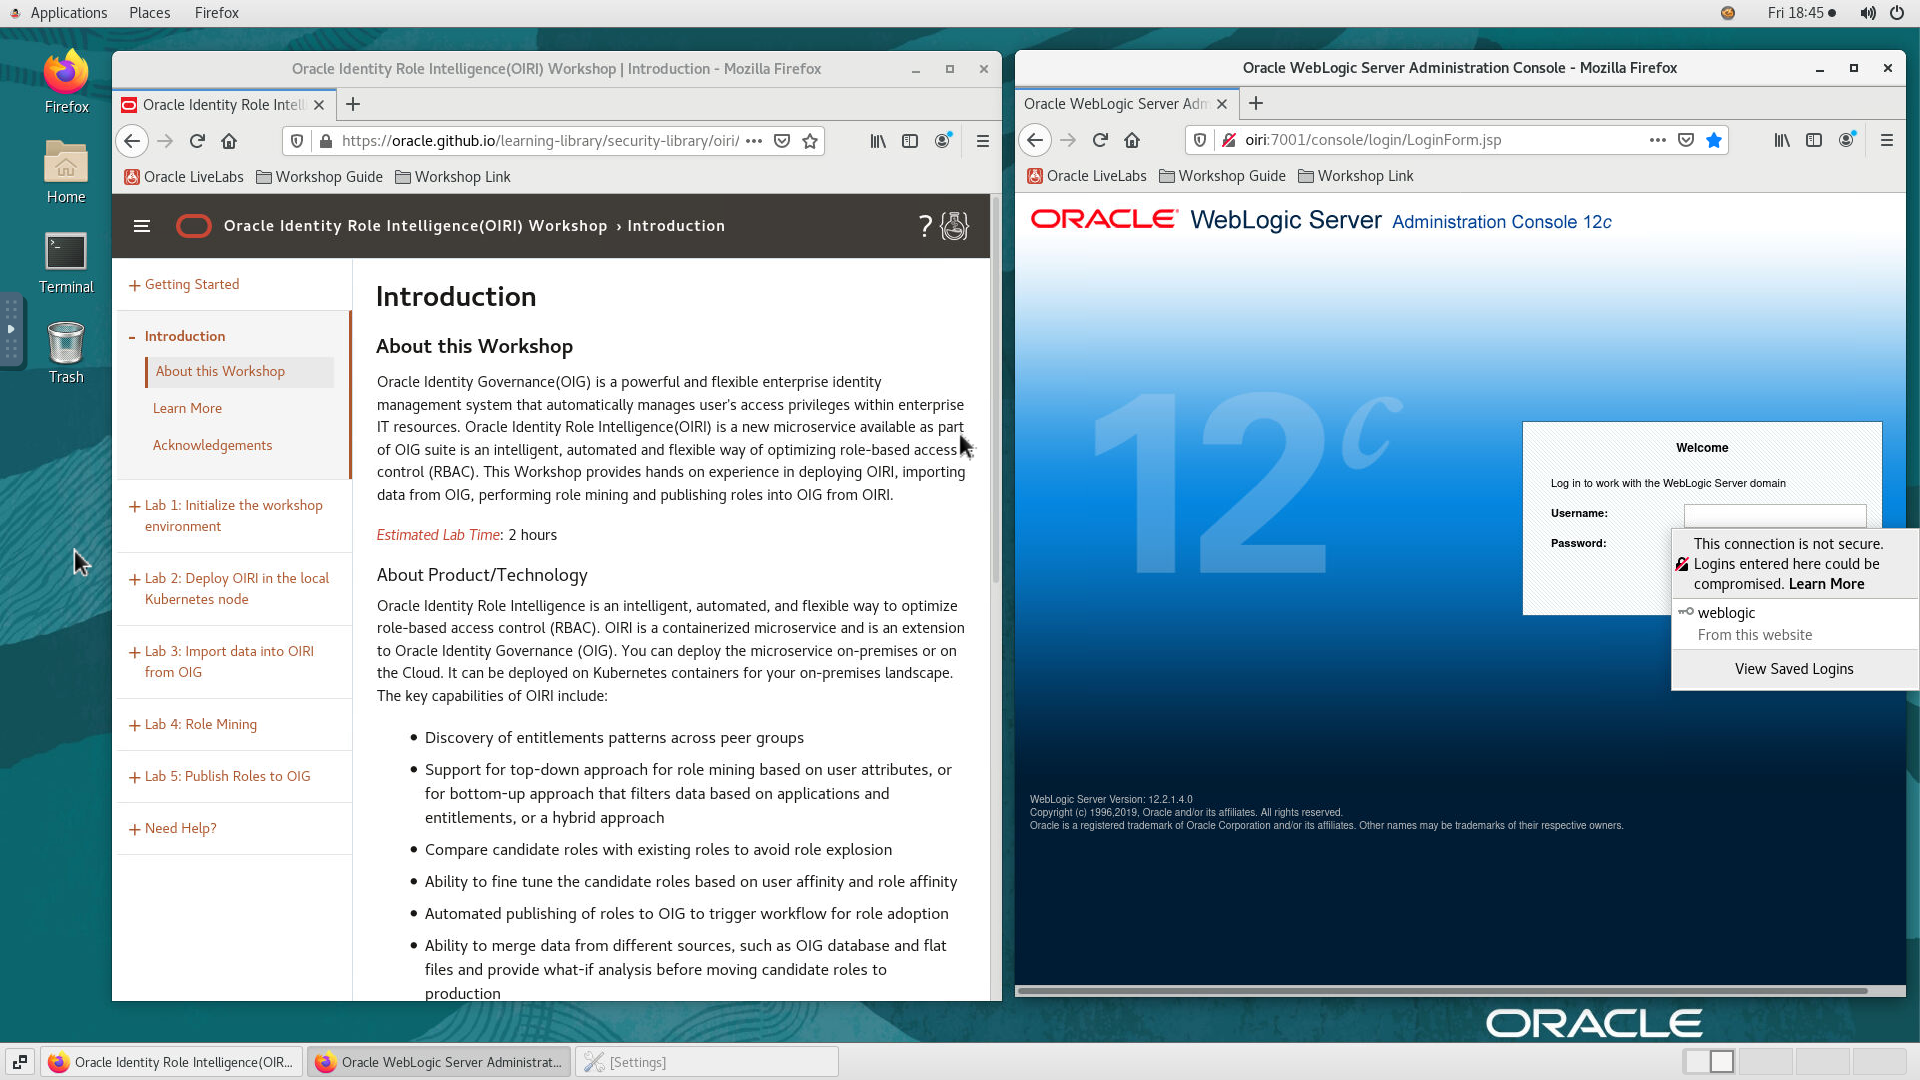 Applications
Places
Firefox
Fri 18:45
Firefox
Home
Terminal
Trash
Oracle Identity Role Intelligence(OIRI) Workshop | Introduction - Mozilla Firefox
Oracle Identity Role Intell
https://oracle.github.io/learning-library/security-library/oiri/
Oracle LiveLabs
Workshop Guide
Workshop Link
Oracle Identity Role Intelligence(OIRI) Workshop › Introduction
?
+ Getting Started
- Introduction
About this Workshop
Learn More
Acknowledgements
+ Lab 1: Initialize the workshop
environment
+ Lab 2: Deploy OIRI in the local
Kubernetes node
+ Lab 3: Import data into OIRI
from OIG
+ Lab 4: Role Mining
+ Lab 5: Publish Roles to OIG
+ Need Help?
Introduction
About this Workshop
Oracle Identity Governance(OIG) is a powerful and flexible enterprise identity
management system that automatically manages user's access privileges within enterprise
IT resources. Oracle Identity Role Intelligence(OIRI) is a new microservice available as part
of OIG suite is an intelligent, automated and flexible way of optimizing role-based access
control (RBAC). This Workshop provides hands on experience in deploying OIRI, importing
data from OIG, performing role mining and publishing roles into OIG from OIRI.
Estimated Lab Time: 2 hours
About Product/Technology
Oracle Identity Role Intelligence is an intelligent, automated, and flexible way to optimize
role-based access control (RBAC). OIRI is a containerized microservice and is an extension
to Oracle Identity Governance (OIG). You can deploy the microservice on-premises or on
the Cloud. It can be deployed on Kubernetes containers for your on-premises landscape.
The key capabilities of OIRI include:
• Discovery of entitlements patterns across peer groups
• Support for top-down approach for role mining based on user attributes, or
for bottom-up approach that filters data based on applications and
entitlements, or a hybrid approach
• Compare candidate roles with existing roles to avoid role explosion
• Ability to fine tune the candidate roles based on user affinity and role affinity
• Automated publishing of roles to OIG to trigger workflow for role adoption
• Ability to merge data from different sources, such as OIG database and flat
files and provide what-if analysis before moving candidate roles to
production
Oracle WebLogic Server Administration Console - Mozilla Firefox
Oracle WebLogic Server Adm
oiri:7001/console/login/LoginForm.jsp
Oracle LiveLabs
Workshop Guide
Workshop Link
ORACLE WebLogic Server Administration Console 12c
12c
Welcome
Log in to work with the WebLogic Server domain
Username:
Password:
This connection is not secure.
Logins entered here could be
compromised. Learn More
weblogic
From this website
View Saved Logins
WebLogic Server Version: 12.2.1.4.0
Copyright (c) 1996,2019, Oracle and/or its affiliates. All rights reserved.
Oracle is a registered trademark of Oracle Corporation and/or its affiliates. Other names may be trademarks of their respective owners.
ORACLE
Oracle Identity Role Intelligence(OIR...
Oracle WebLogic Server Administrat...
[Settings]